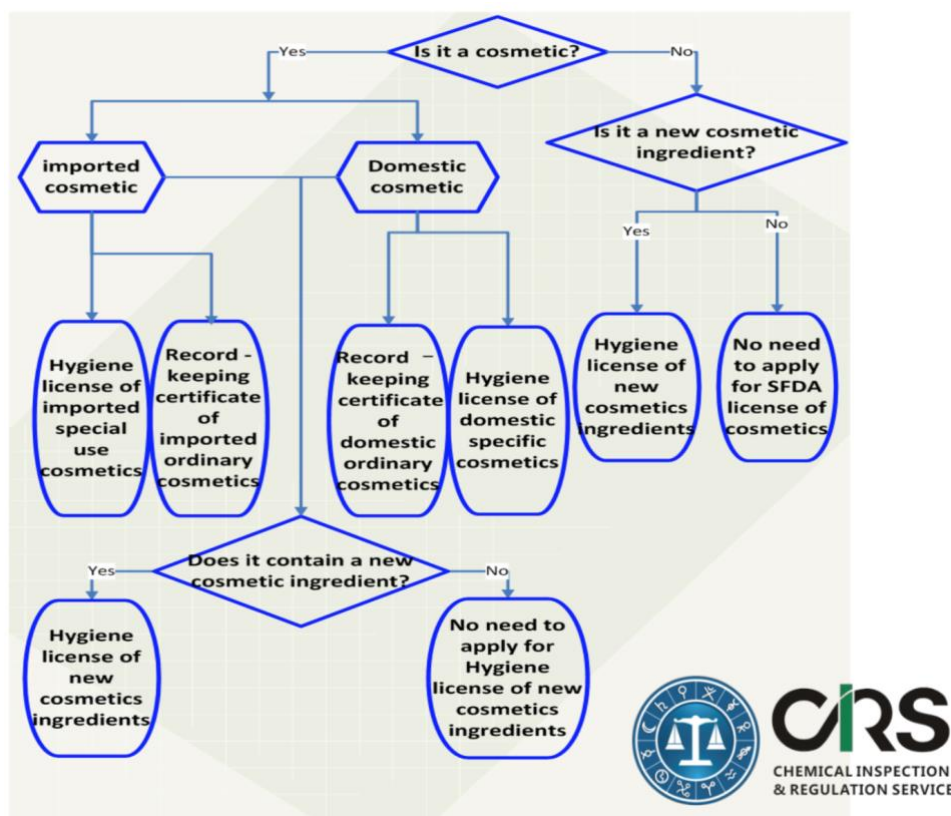 Is it a cosmetic?
Yes
No
Is it a new cosmetic
ingredient?
imported
cosmetic
Domestic
cosmetic
Yes
No
Hygiene
license of
imported
special
use
cosmetics
Record -
keeping
certificate
of
imported
ordinary
cosmetics
Record –
keeping
certificate
of
domestic
ordinary
cosmetics
Hygiene
license of
domestic
specific
cosmetics
Hygiene
license of
new
cosmetics
ingredients
No need
to apply
for SFDA
license of
cosmetics
Does it contain a new
cosmetic ingredient?
Yes
No
Hygiene
license of
new
cosmetics
ingredients
No need to
apply for
Hygiene
license of new
cosmetics
ingredients
CIRS
CHEMICAL INSPECTION
& REGULATION SERVICE